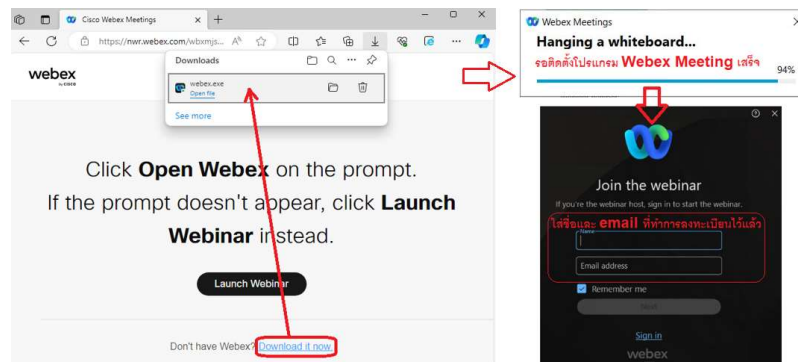 Cisco Webex Meetings
https://nwr.webex.com/wbxmjs...
webex
by CISCO
Downloads
webex.exe
Open file
See more
Click Open Webex on the prompt.
If the prompt doesn't appear, click Launch
Webinar instead.
Launch Webinar
Don't have Webex? Download it now.
Webex Meetings
Hanging a whiteboard...
รอติดตั้งโปรแกรม Webex Meeting เสร็จ
94%
Join the webinar
If you're the webinar host, sign in to start the webinar.
ใส่ชื่อและ email ที่ทำการลงทะเบียนไว้แล้ว
Name
Email address
Remember me
Next
Sign in
webex